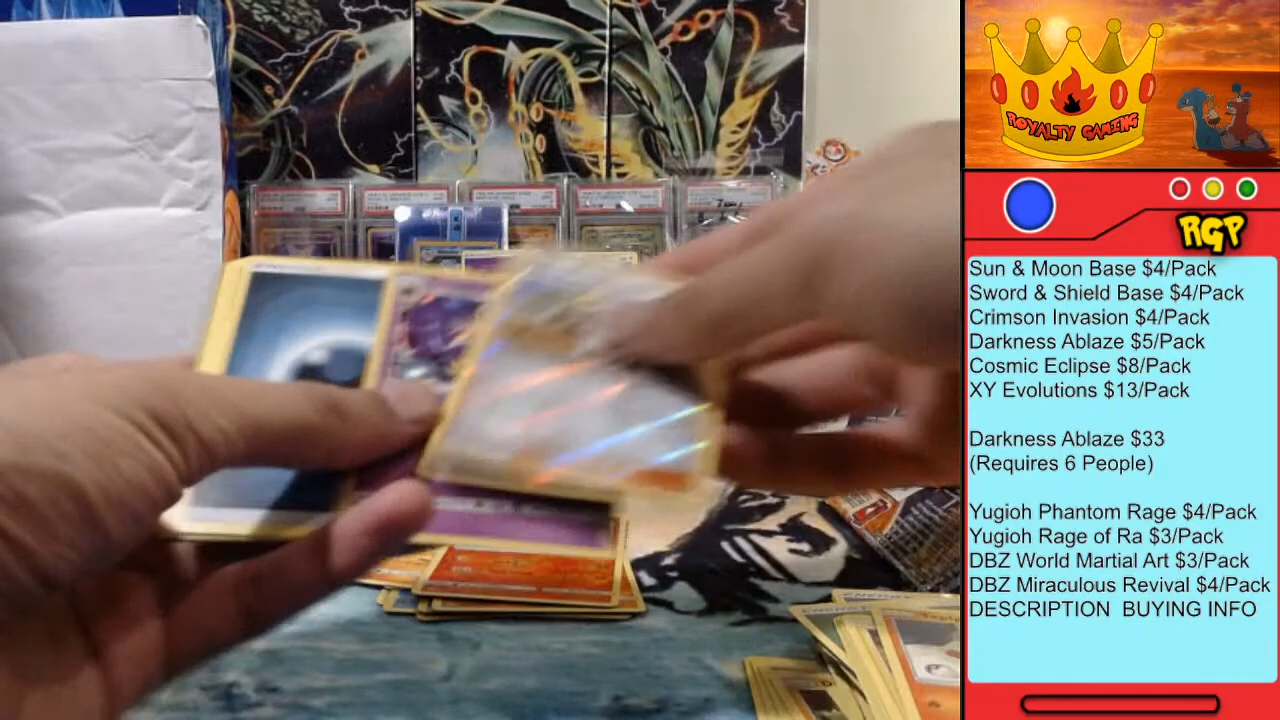 ROYALTY GAMING
RGP
Sun & Moon Base $4/Pack
Sword & Shield Base $4/Pack
Crimson Invasion $4/Pack
Darkness Ablaze $5/Pack
Cosmic Eclipse $8/Pack
XY Evolutions $13/Pack
Darkness Ablaze $33
(Requires 6 People)
Yugioh Phantom Rage $4/Pack
Yugioh Rage of Ra $3/Pack
DBZ World Martial Art $3/Pack
DBZ Miraculous Revival $4/Pack
DESCRIPTION BUYING INFO